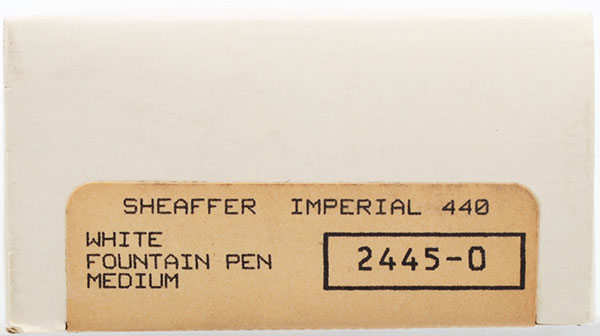 SHEAFFER IMPERIAL 440
WHITE
FOUNTAIN PEN
MEDIUM
2445-0